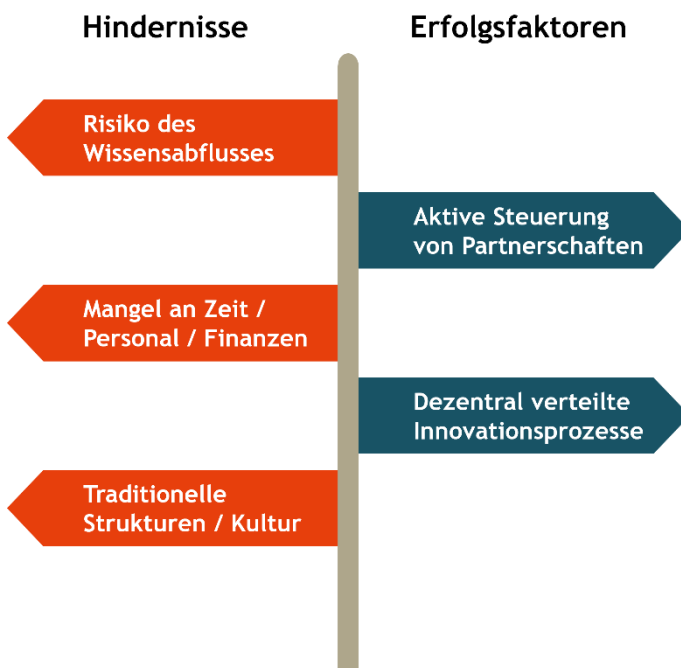 Hindernisse
Erfolgsfaktoren
Risiko des
Wissensabflusses
Aktive Steuerung
von Partnerschaften
Mangel an Zeit /
Personal / Finanzen
Dezentral verteilte
Innovationsprozesse
Traditionelle
Strukturen / Kultur